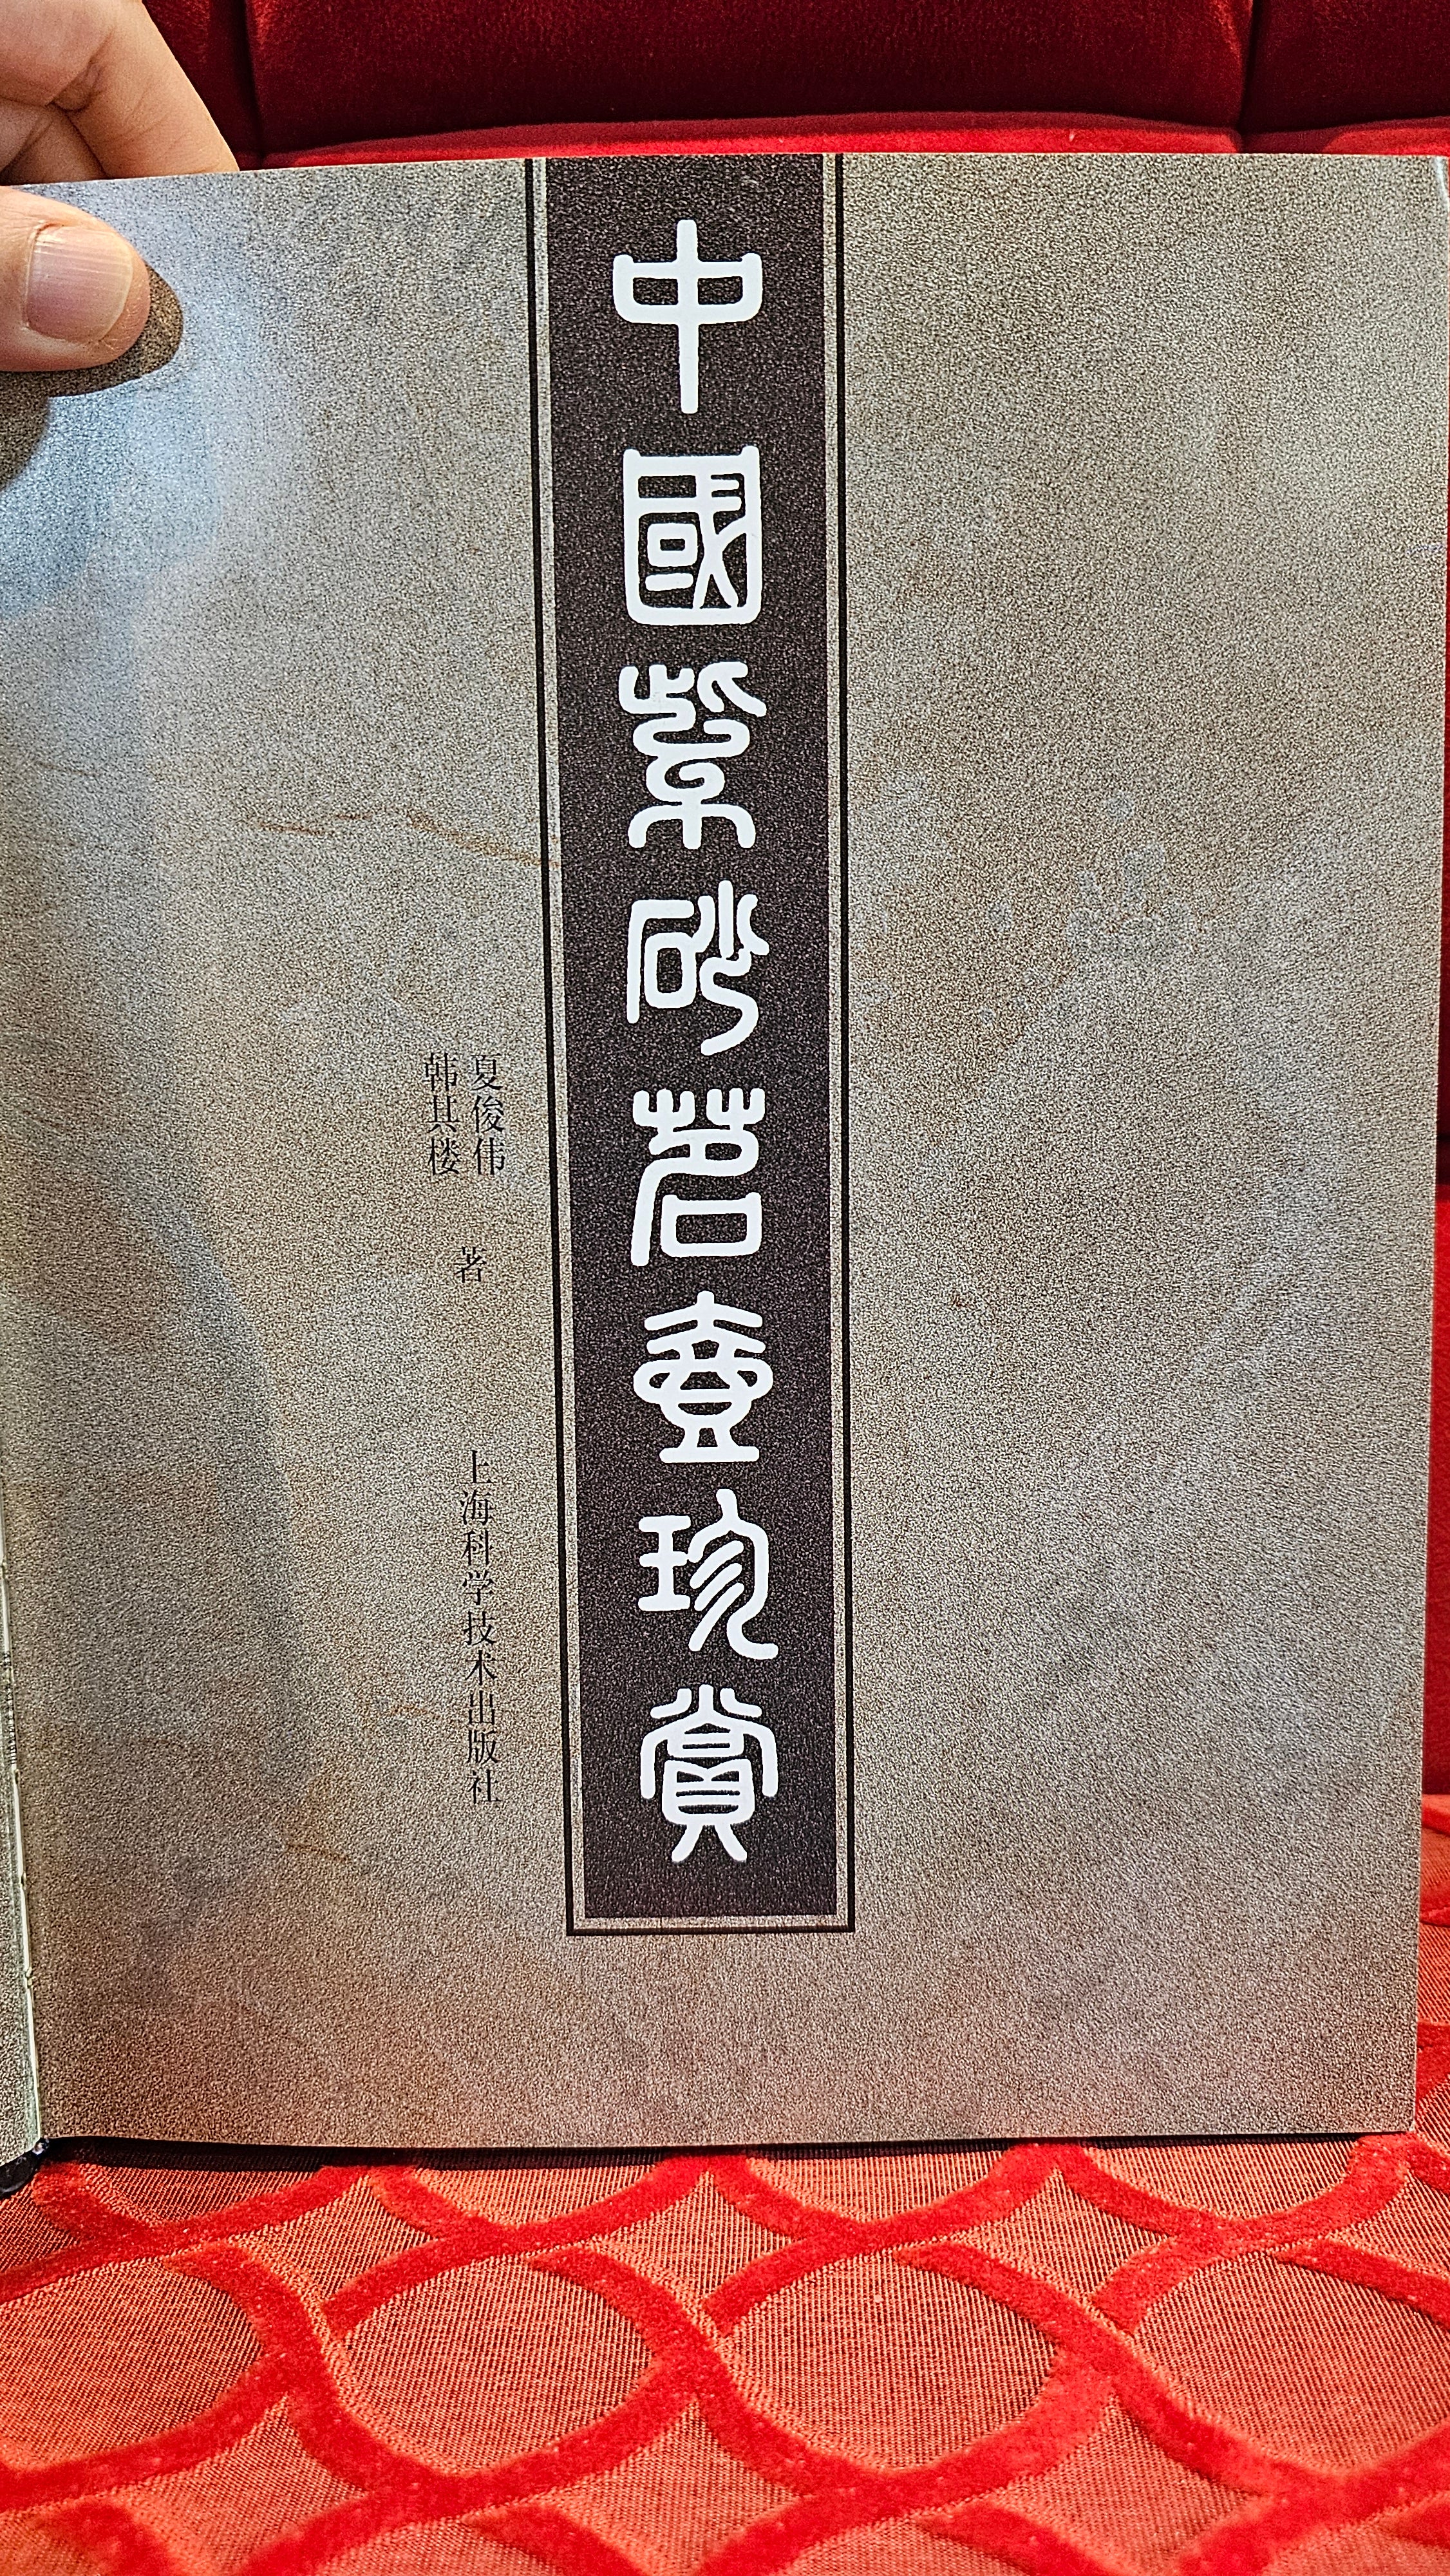 中國紫砂茗壺珍賞
夏俊伟
韩其楼
著
上海科学技术出版社